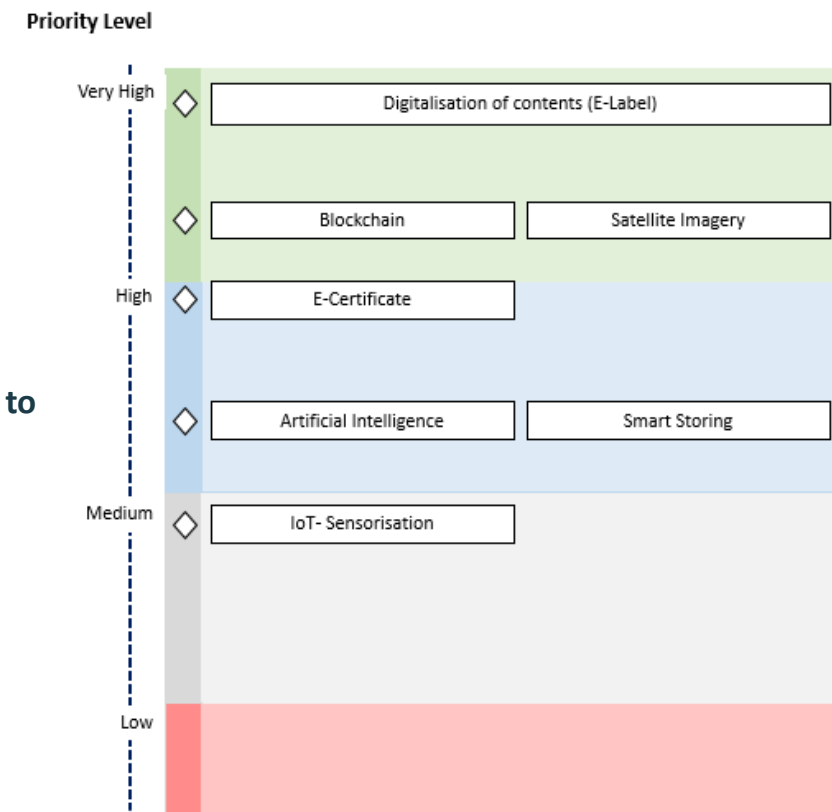 Priority Level
Very High
Digitalisation of contents (E-Label)
Blockchain
Satellite Imagery
High
E-Certificate
to
Artificial Intelligence
Smart Storing
Medium
IoT- Sensorisation
Low